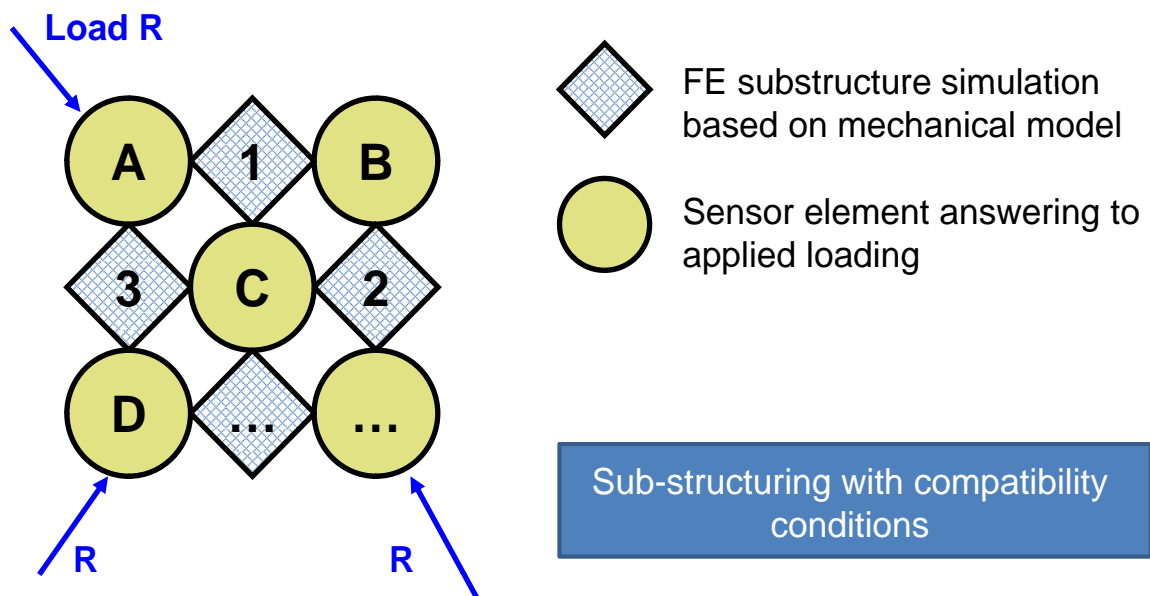 Load R
A
1
B
3
C
2
D
...
...
R
R
FE substructure simulation
based on mechanical model
Sensor element answering to
applied loading
Sub-structuring with compatibility
conditions